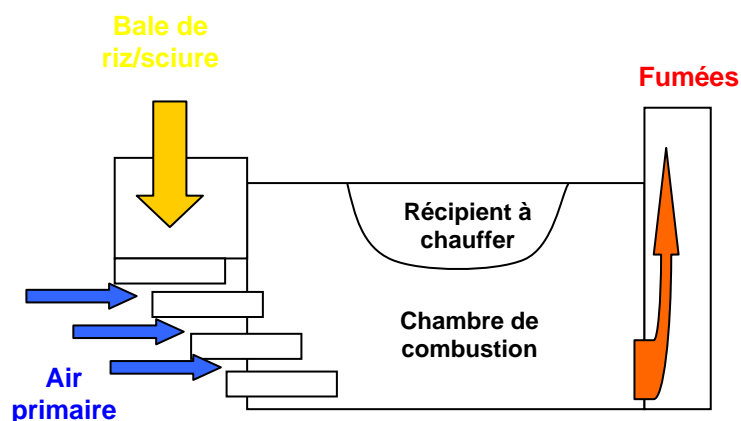 Bale de
riz/sciure
Fumées
Récipient à
chauffer
Chambre de
combustion
Air
primaire